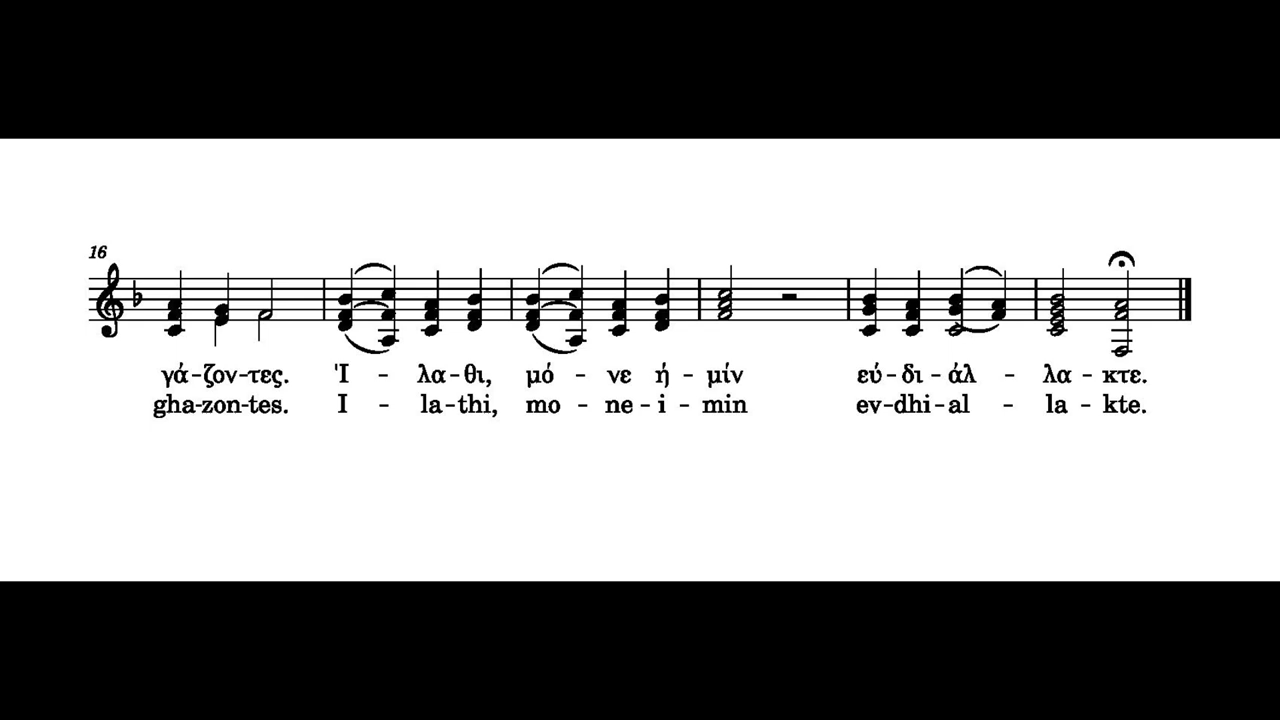 16
γά-ζον-τες. Ἱ - λα-θι, μό - νε ἡ - μίν εύ-δι-άλ - λα - κτε.
gha-zon-tes. I - la-thi, mo - ne - i - min ev-dhi-al - la - kte.